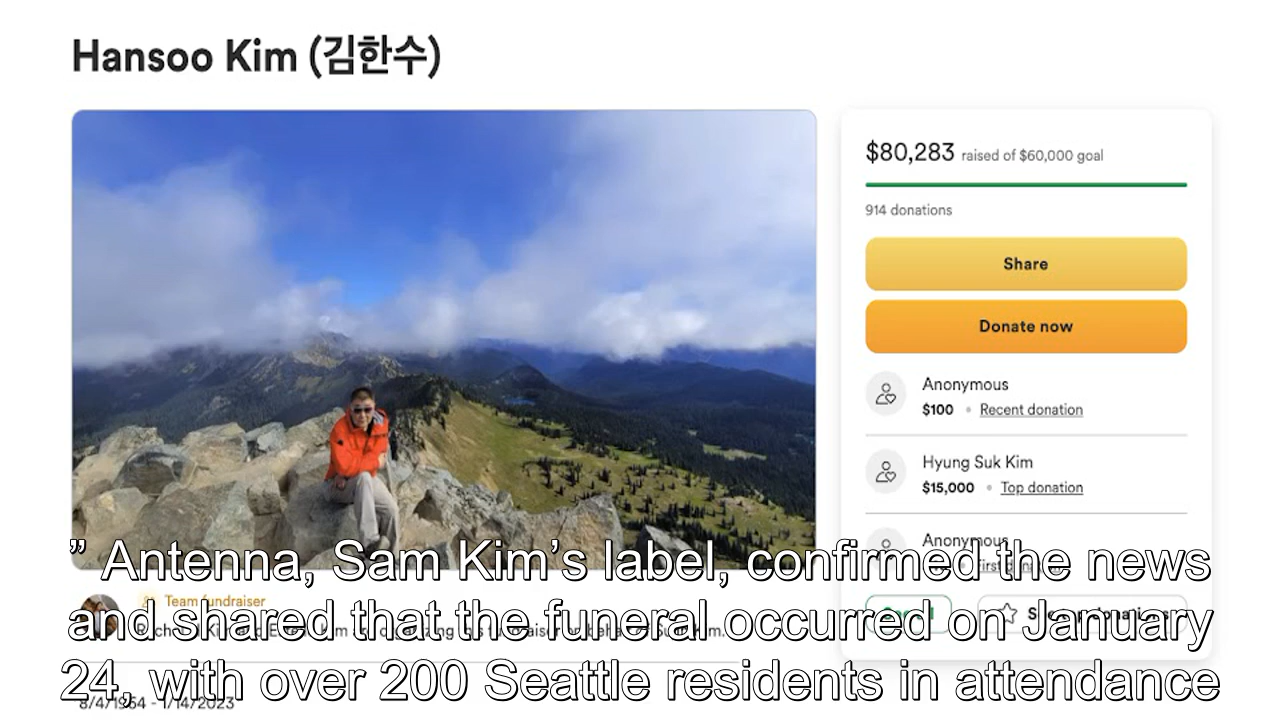 Hansoo Kim (김한수)
$80,283 raised of $60,000 goal
914 donations
Share
Donate now
Anonymous
$100 • Recent donation
Hyung Suk Kim
$15,000 • Top donation
Anonymous
Team fundraiser
” Antenna, Sam Kim’s label, confirmed the news
and shared that the funeral occurred on January
24, with over 200 Seattle residents in attendance
8/4/1954 - 1/14/2023